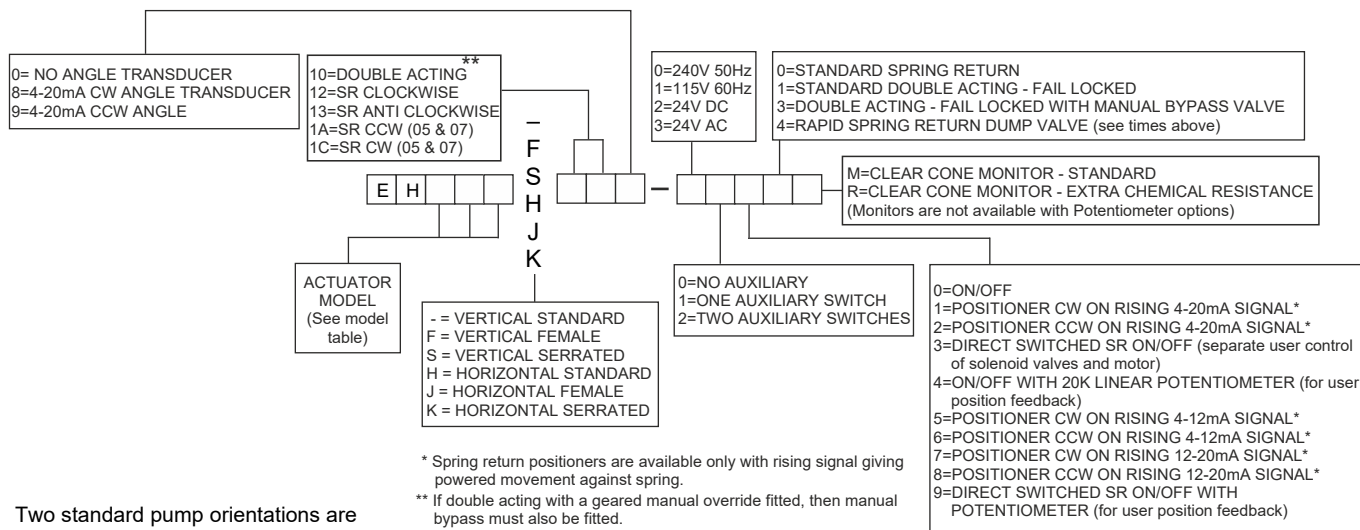 0= NO ANGLE TRANSDUCER
8=4-20mA CW ANGLE TRANSDUCER
9=4-20mA CCW ANGLE
**
10=DOUBLE ACTING
12=SR CLOCKWISE
13=SR ANTI CLOCKWISE
1A=SR CCW (05 & 07)
1C=SR CW (05 & 07)
0=240V 50Hz
1=115V 60Hz
2=24V DC
3=24V AC
0=STANDARD SPRING RETURN
1=STANDARD DOUBLE ACTING - FAIL LOCKED
3=DOUBLE ACTING - FAIL LOCKED WITH MANUAL BYPASS VALVE
4=RAPID SPRING RETURN DUMP VALVE (see times above)
E H
–
F
S
H
J
K
–
M=CLEAR CONE MONITOR - STANDARD
R=CLEAR CONE MONITOR - EXTRA CHEMICAL RESISTANCE
(Monitors are not available with Potentiometer options)
ACTUATOR
MODEL
(See model
table)
- = VERTICAL STANDARD
F = VERTICAL FEMALE
S = VERTICAL SERRATED
H = HORIZONTAL STANDARD
J = HORIZONTAL FEMALE
K = HORIZONTAL SERRATED
0=NO AUXILIARY
1=ONE AUXILIARY SWITCH
2=TWO AUXILIARY SWITCHES
0=ON/OFF
1=POSITIONER CW ON RISING 4-20mA SIGNAL*
2=POSITIONER CCW ON RISING 4-20mA SIGNAL*
3=DIRECT SWITCHED SR ON/OFF (separate user control
of solenoid valves and motor)
4=ON/OFF WITH 20K LINEAR POTENTIOMETER (for user
position feedback)
5=POSITIONER CW ON RISING 4-12mA SIGNAL*
6=POSITIONER CCW ON RISING 4-12mA SIGNAL*
7=POSITIONER CW ON RISING 12-20mA SIGNAL*
8=POSITIONER CCW ON RISING 12-20mA SIGNAL*
9=DIRECT SWITCHED SR ON/OFF WITH
POTENTIOMETER (for user position feedback)
* Spring return positioners are available only with rising signal giving
powered movement against spring.
** If double acting with a geared manual override fitted, then manual
bypass must also be fitted.
Two standard pump orientations are